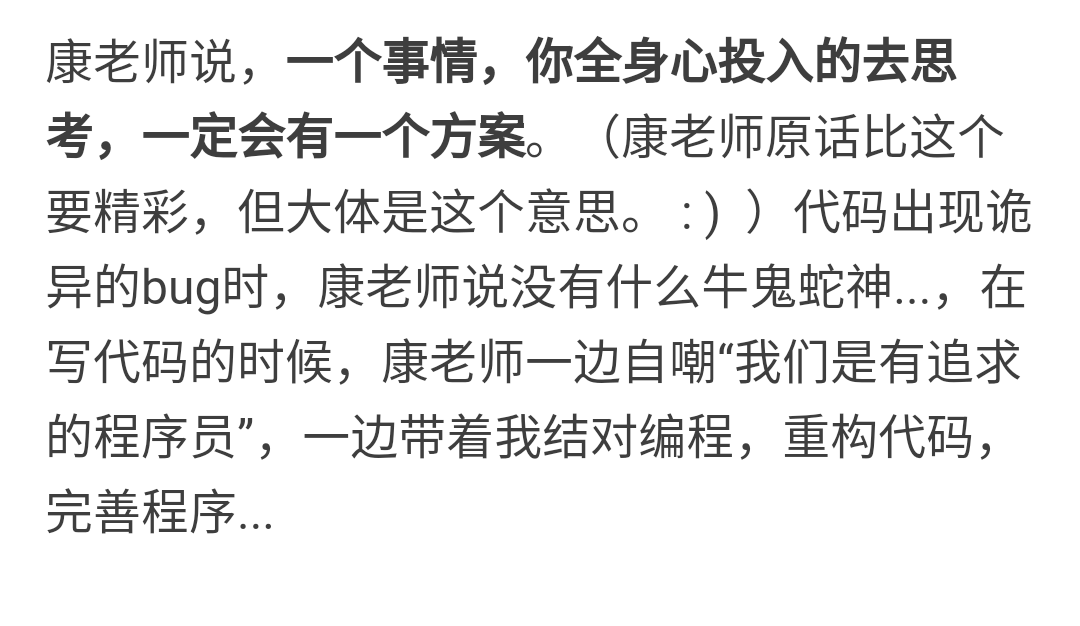 康老师说，一个事情，你全身心投入的去思
考，一定会有一个方案。（康老师原话比这个
要精彩，但大体是这个意思。 : ) ）代码出现诡
异的bug时，康老师说没有什么牛鬼蛇神...，在
写代码的时候，康老师一边自嘲“我们是有追求
的程序员”，一边带着我结对编程，重构代码，
完善程序...